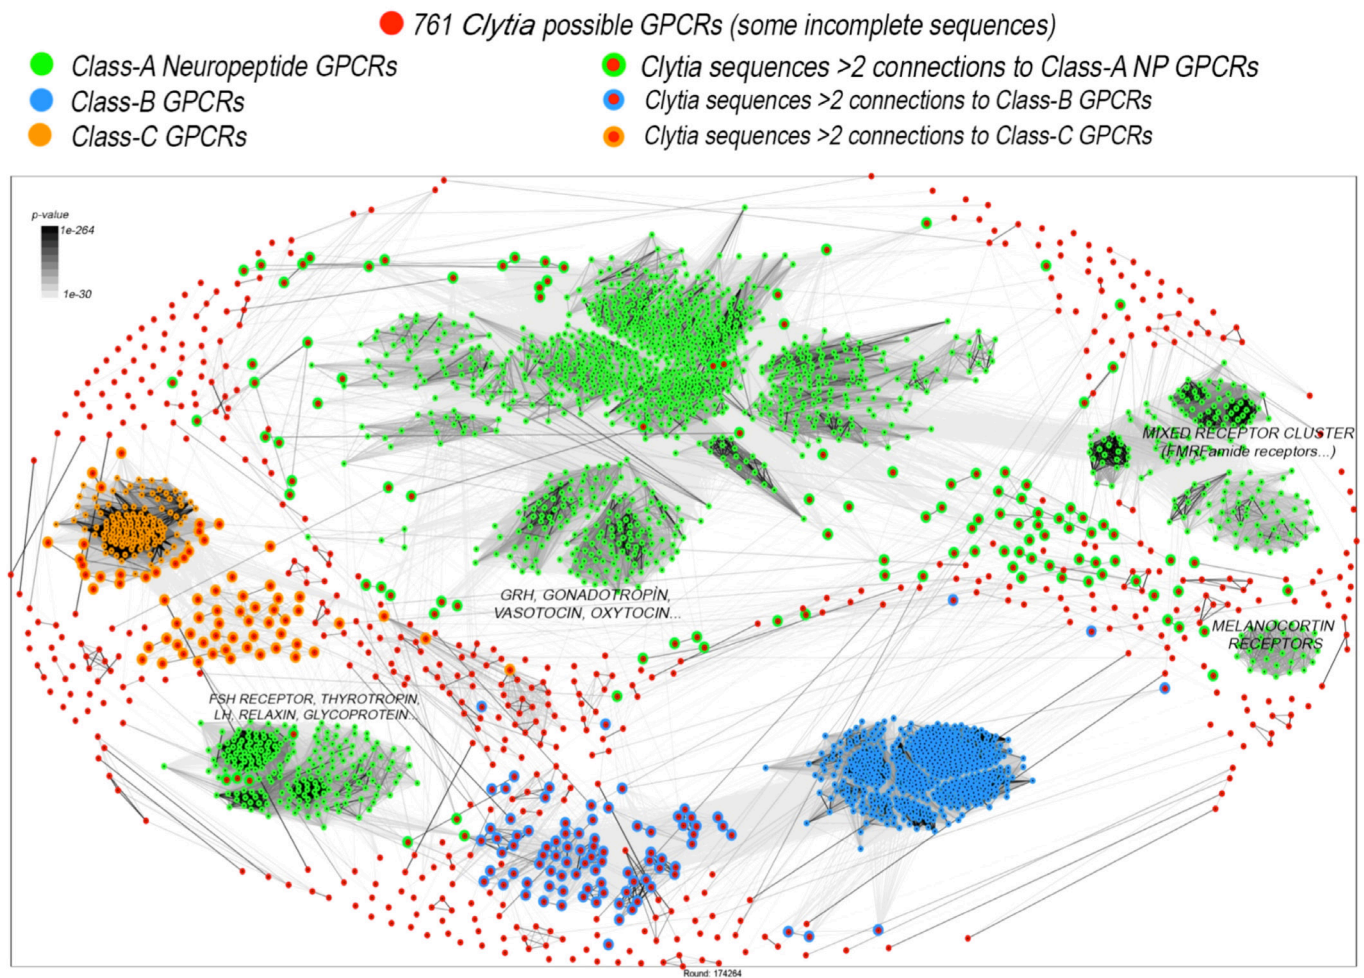 761 Clytia possible GPCRs (some incomplete sequences)
Class-A Neuropeptide GPCRs
Class-B GPCRs
Class-C GPCRs
Clytia sequences >2 connections to Class-A NP GPCRs
Clytia sequences >2 connections to Class-B GPCRs
Clytia sequences >2 connections to Class-C GPCRs
p-value
1e-264
1e-30
MIXED RECEPTOR CLUSTER
(FMRFamide receptors...)
GRH, GONADOTROPİN,
VASOTOCIN, OXYTOCIN...
MELANOCORTIN
RECEPTORS
FSH RECEPTOR, THYROTROPIN,
LH, RELAXIN, GLYCOPROTEIN...
Round: 174264